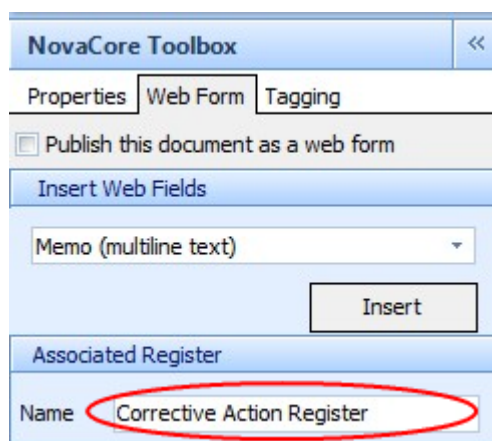 NovaCore Toolbox
Properties Web Form Tagging
Publish this document as a web form
Insert Web Fields
Memo (multiline text)
Insert
Associated Register
Name Corrective Action Register